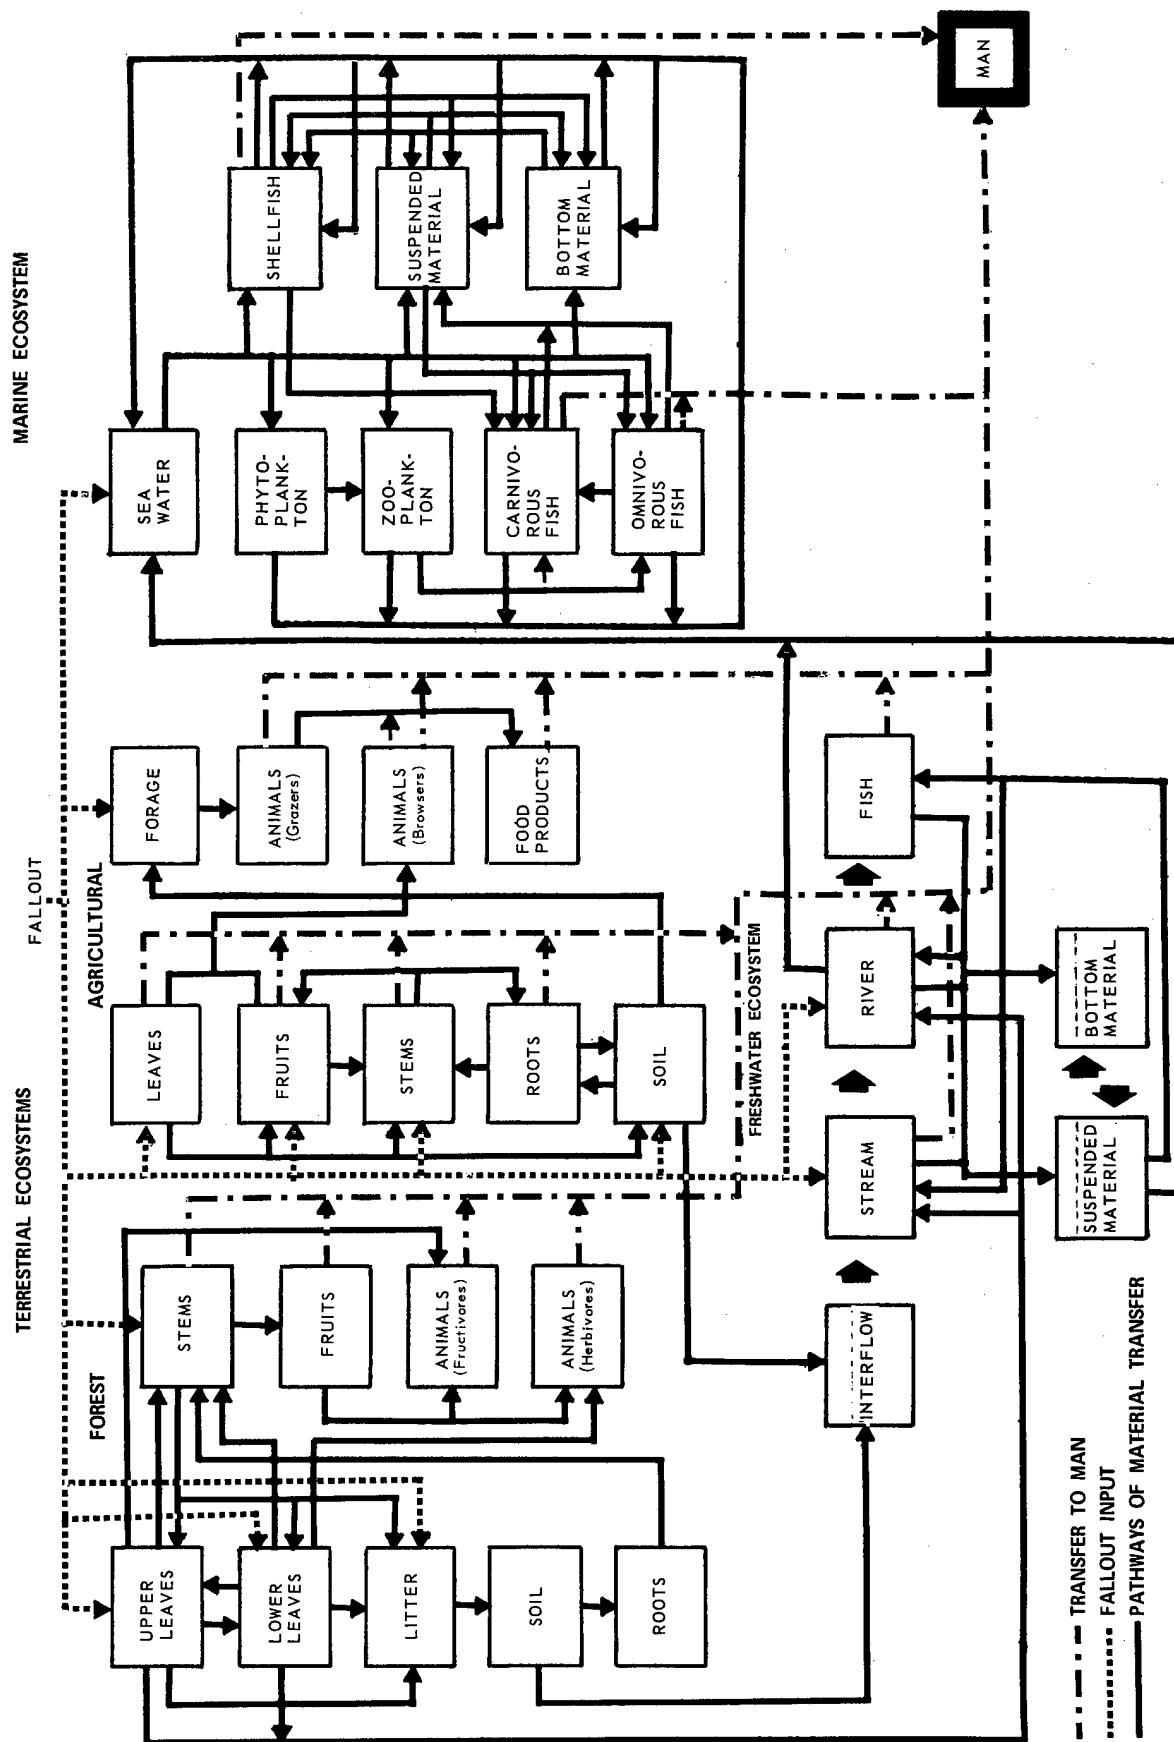 TERRESTRIAL ECOSYSTEMS
FALLOUT
MARINE ECOSYSTEM
FOREST
AGRICULTURAL
UPPER
LEAVES
LOWER
LEAVES
LITTER
SOIL
ROOTS
STEMS
FRUITS
ANIMALS
(Fructivores)
ANIMALS
(Herbivores)
LEAVES
FRUITS
STEMS
ROOTS
SOIL
FORAGE
ANIMALS
(Grazers)
ANIMALS
(Browsers)
FOOD
PRODUCTS
SEA
WATER
PHYTO-
PLANK-
TON
ZOO-
PLANK-
TON
CARNIVO-
ROUS
FISH
OMNIVO-
ROUS
FISH
SHELLFISH
SUSPENDED
MATERIAL
BOTTOM
MATERIAL
FRESHWATER ECOSYSTEM
INTERFLOW
STREAM
RIVER
FISH
SUSPENDED
MATERIAL
BOTTOM
MATERIAL
MAN
TRANSFER TO MAN
FALLOUT INPUT
PATHWAYS OF MATERIAL TRANSFER